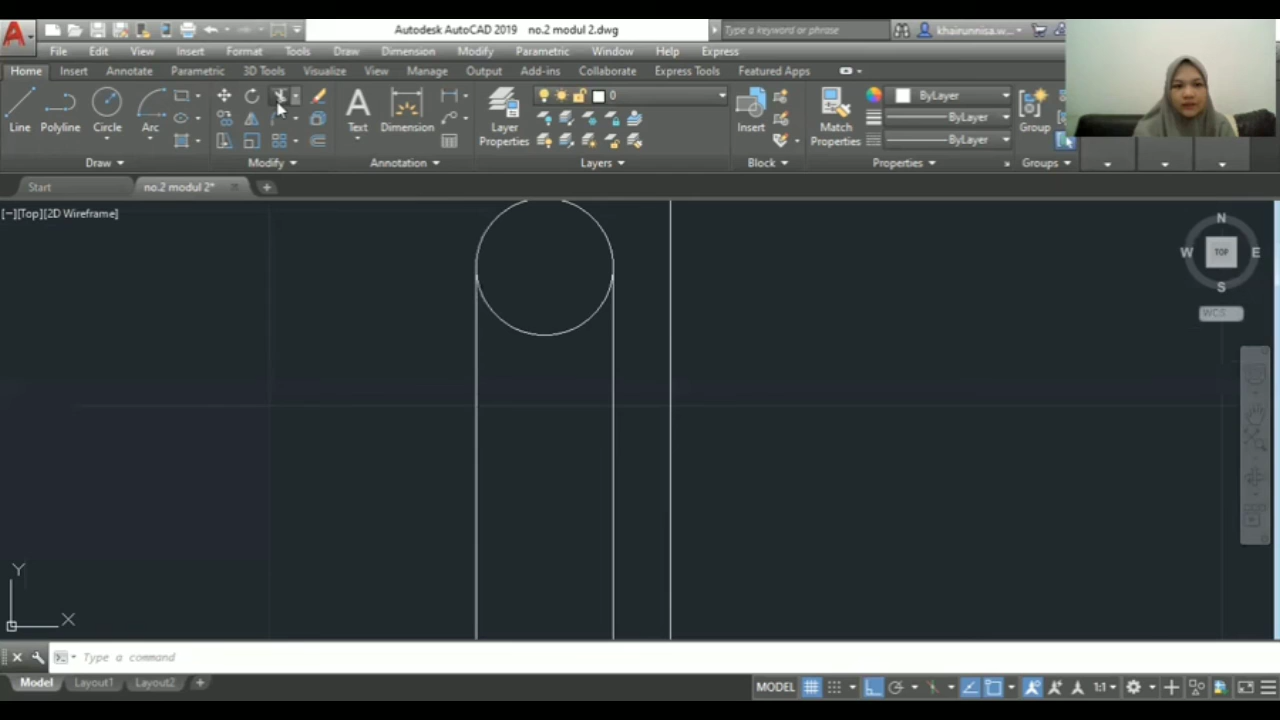 Autodesk AutoCAD 2019 no.2 modul 2.dwg
Type a keyword or phrase
khairunnisa.w...
File Edit View Insert Format Tools Draw Dimension Modify Parametric Window Help Express
Home Insert Annotate Parametric 3D Tools Visualize View Manage Output Add-ins Collaborate Express Tools Featured Apps
0
ByLayer
ByLayer
ByLayer
Line Polyline Circle Arc
Text Dimension
Layer Properties
Insert
Match Properties
Group
Draw Modify Annotation Layers Block Properties Groups
Start no.2 modul 2*
[−][Top][2D Wireframe]
N
W TOP E
S
WCS
Y
X
Type a command
Model Layout1 Layout2
MODEL 1:1